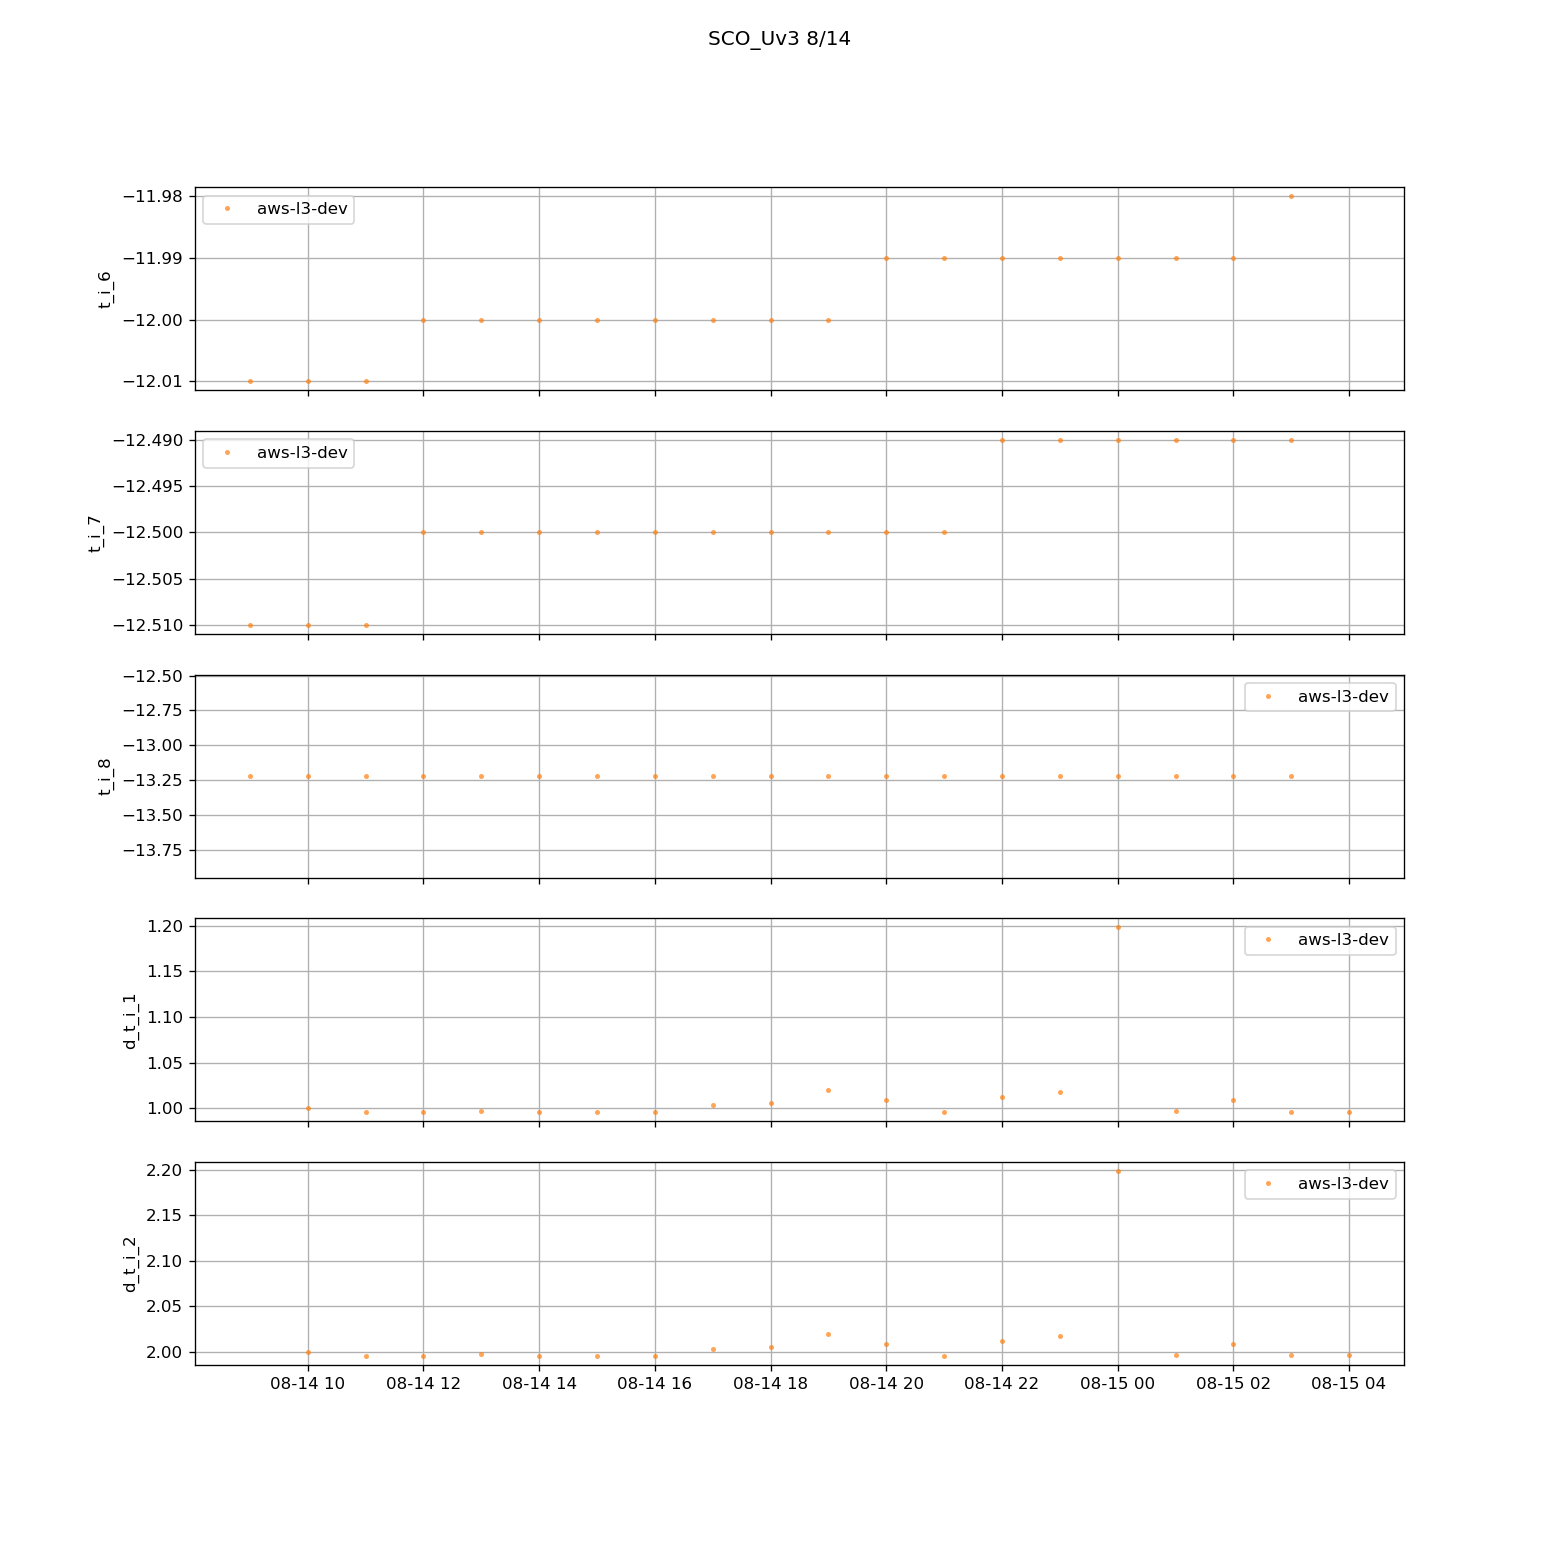 SCO_Uv3 8/14
−11.98
−11.99
−12.00
−12.01
t_i_6
aws-l3-dev
−12.490
−12.495
−12.500
−12.505
−12.510
t_i_7
aws-l3-dev
−12.50
−12.75
−13.00
−13.25
−13.50
−13.75
t_i_8
aws-l3-dev
1.20
1.15
1.10
1.05
1.00
d_t_i_1
aws-l3-dev
2.20
2.15
2.10
2.05
2.00
d_t_i_2
aws-l3-dev
08-14 10 08-14 12 08-14 14 08-14 16 08-14 18 08-14 20 08-14 22 08-15 00 08-15 02 08-15 04